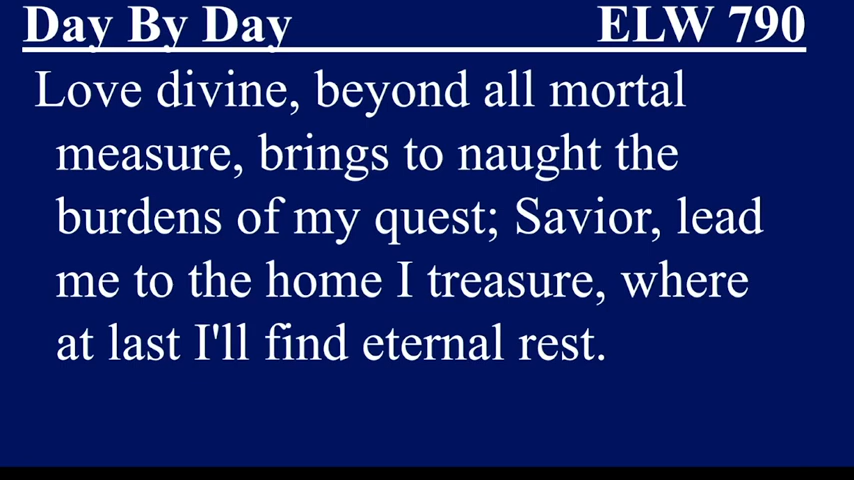 Day By Day ELW 790
Love divine, beyond all mortal
measure, brings to naught the
burdens of my quest; Savior, lead
me to the home I treasure, where
at last I'll find eternal rest.